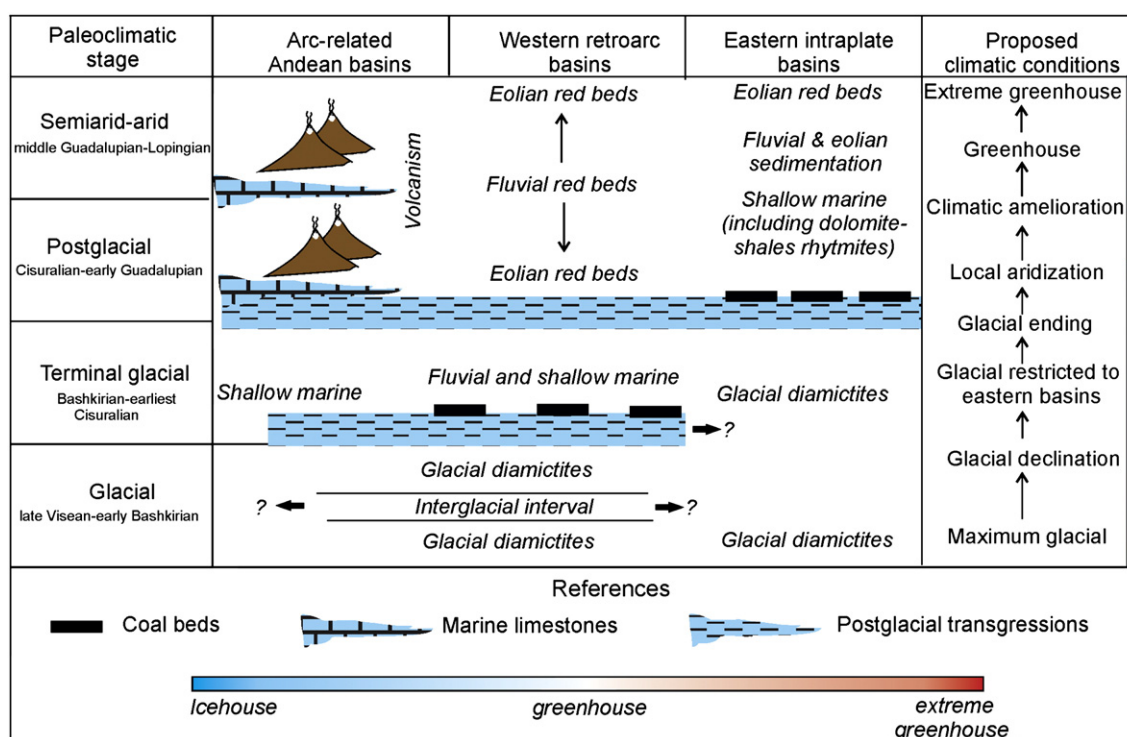 Paleoclimatic
stage
Arc-related
Andean basins
Western retroarc
basins
Eastern intraplate
basins
Proposed
climatic conditions
Semiarid-arid
middle Guadalupian-Lopingian
Volcanism
Eolian red beds
Fluvial red beds
Eolian red beds
Eolian red beds
Fluvial & eolian
sedimentation
Shallow marine
(including dolomite-
shales rhytmites)
Extreme greenhouse
Greenhouse
Climatic amelioration
Postglacial
Cisuralian-early Guadalupian
Local aridization
Glacial ending
Terminal glacial
Bashkirian-earliest
Cisuralian
Shallow marine
Fluvial and shallow marine
?
Glacial diamictites
Glacial restricted to
eastern basins
Glacial declination
Glacial
late Visean-early Bashkirian
Glacial diamictites
? Interglacial interval ?
Glacial diamictites
Glacial diamictites
Maximum glacial
References
Coal beds
Marine limestones
Postglacial transgressions
Icehouse
greenhouse
extreme
greenhouse